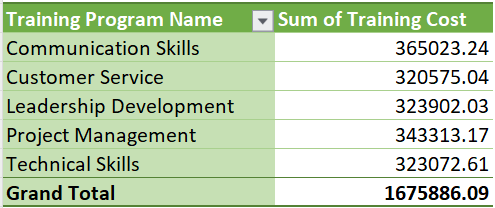 Training Program Name Sum of Training Cost
Communication Skills 365023.24
Customer Service 320575.04
Leadership Development 323902.03
Project Management 343313.17
Technical Skills 323072.61
Grand Total 1675886.09